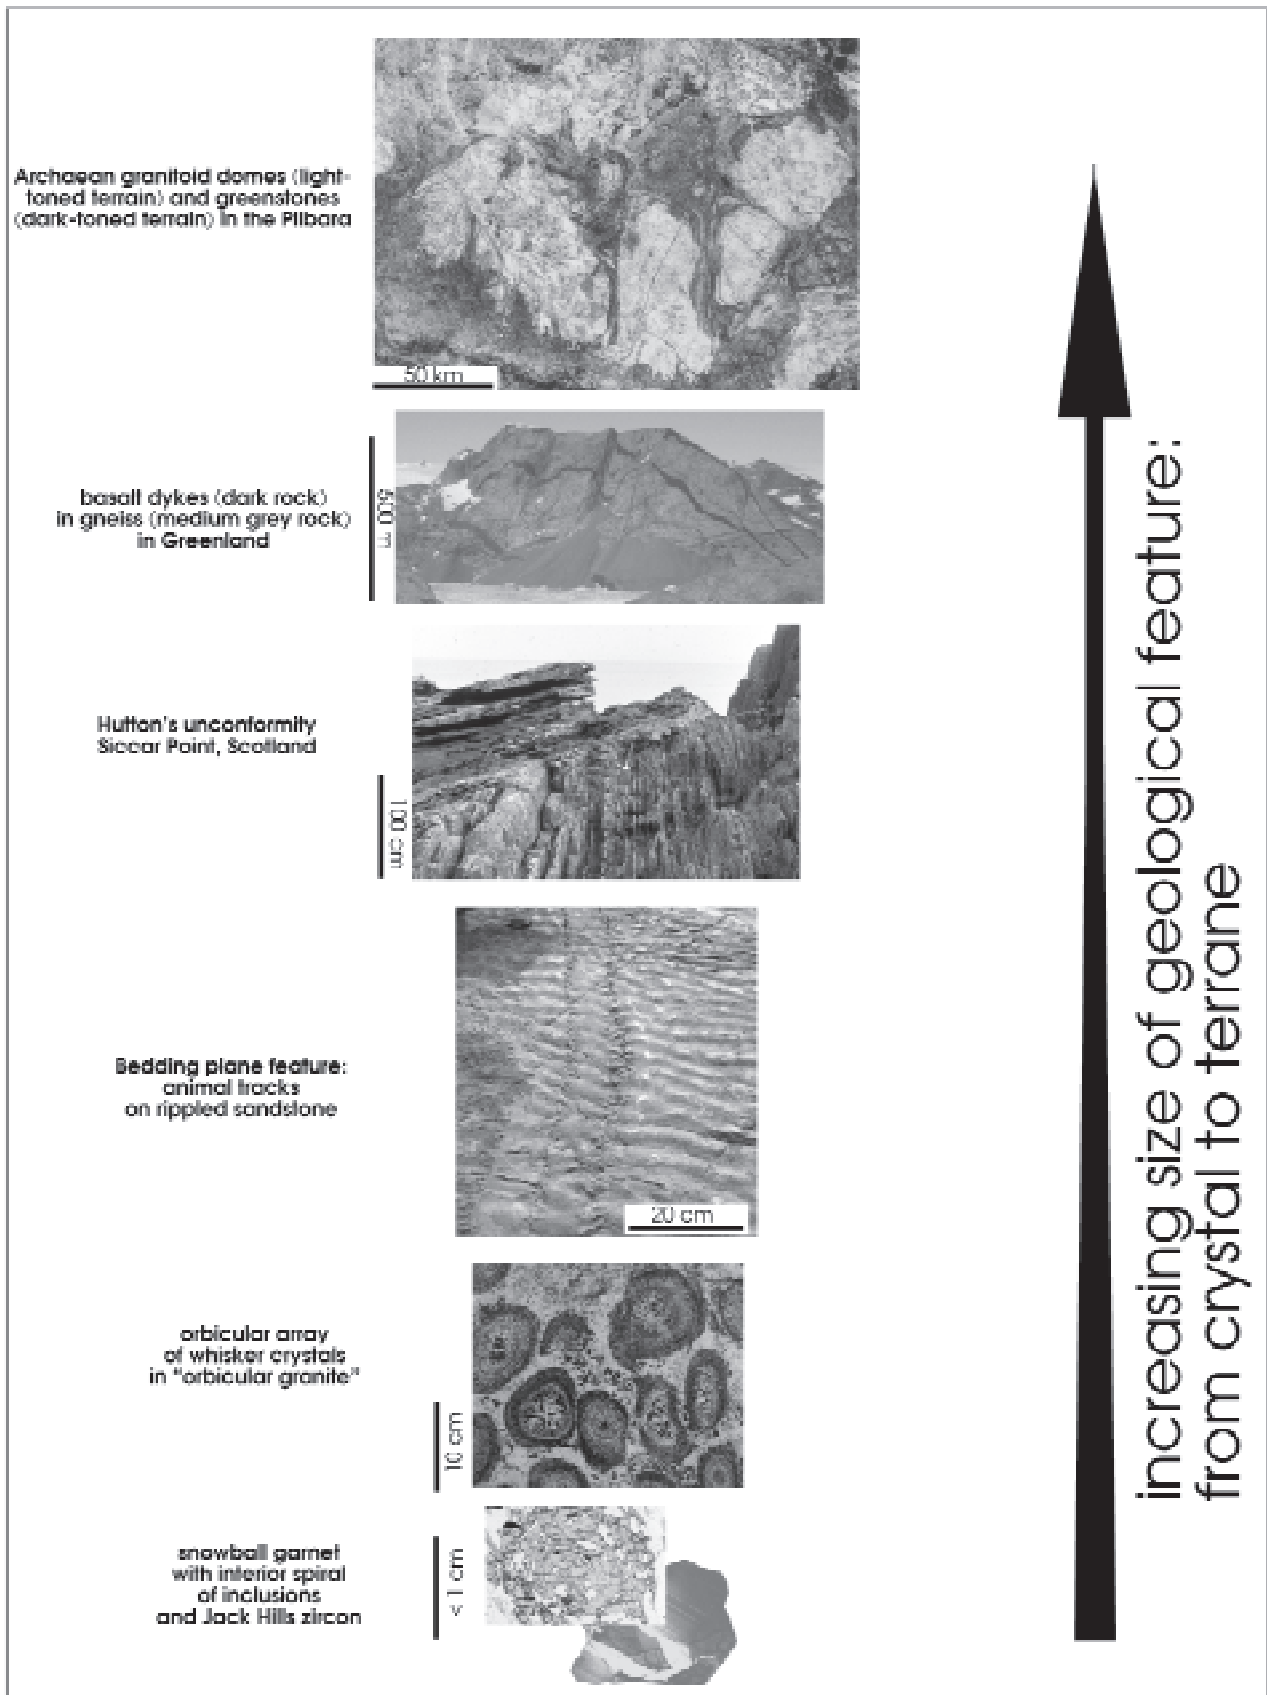 Archaean granitoid domes (light-
toned terrain) and greenstones
(dark-toned terrain) in the Pilbara
50 km
basalt dykes (dark rock)
in gneiss (medium grey rock)
in Greenland
500 m
Hutton's unconformity
Siccar Point, Scotland
100 cm
Bedding plane feature:
animal tracks
on rippled sandstone
20 cm
orbicular array
of whisker crystals
in "orbicular granite"
10 cm
snowball garnet
with interior spiral
of inclusions
and Jack Hills zircon
< 1 cm
increasing size of geological feature:
from crystal to terrane